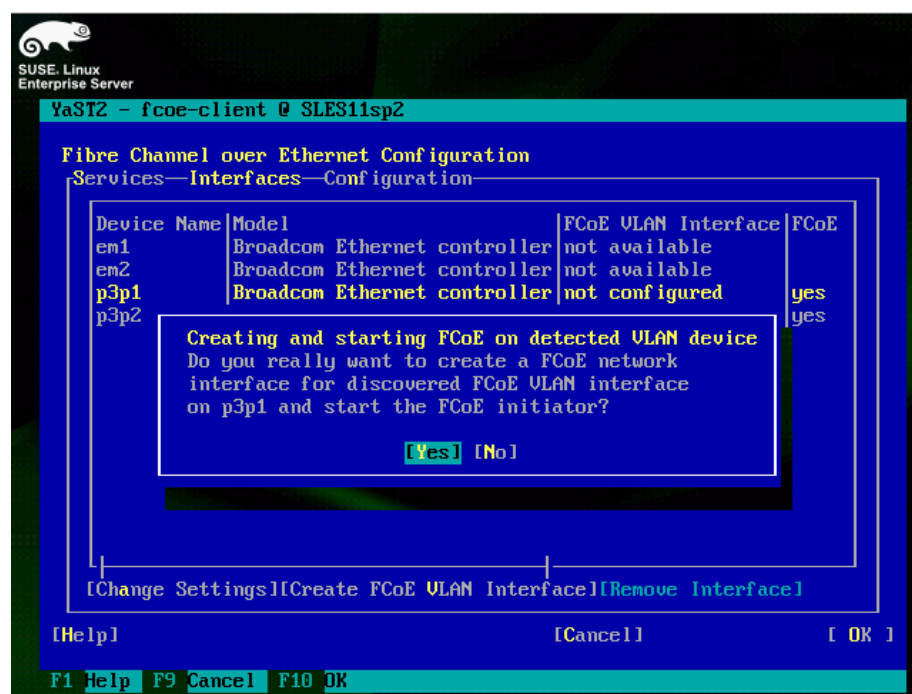 SUSE. Linux
Enterprise Server
YaST2 - fcoe-client @ SLES11sp2
Fibre Channel over Ethernet Configuration
Services—Interfaces—Configuration
Device Name|Model|FCoE VLAN Interface|FCoE
em1|Broadcom Ethernet controller|not available
em2|Broadcom Ethernet controller|not available
p3p1|Broadcom Ethernet controller|not configured|yes
p3p2|yes
Creating and starting FCoE on detected VLAN device
Do you really want to create a FCoE network
interface for discovered FCoE VLAN interface
on p3p1 and start the FCoE initiator?
[Yes] [No]
[Change Settings][Create FCoE VLAN Interface][Remove Interface]
[Help] [Cancel] [ OK ]
F1 Help F9 Cancel F10 OK